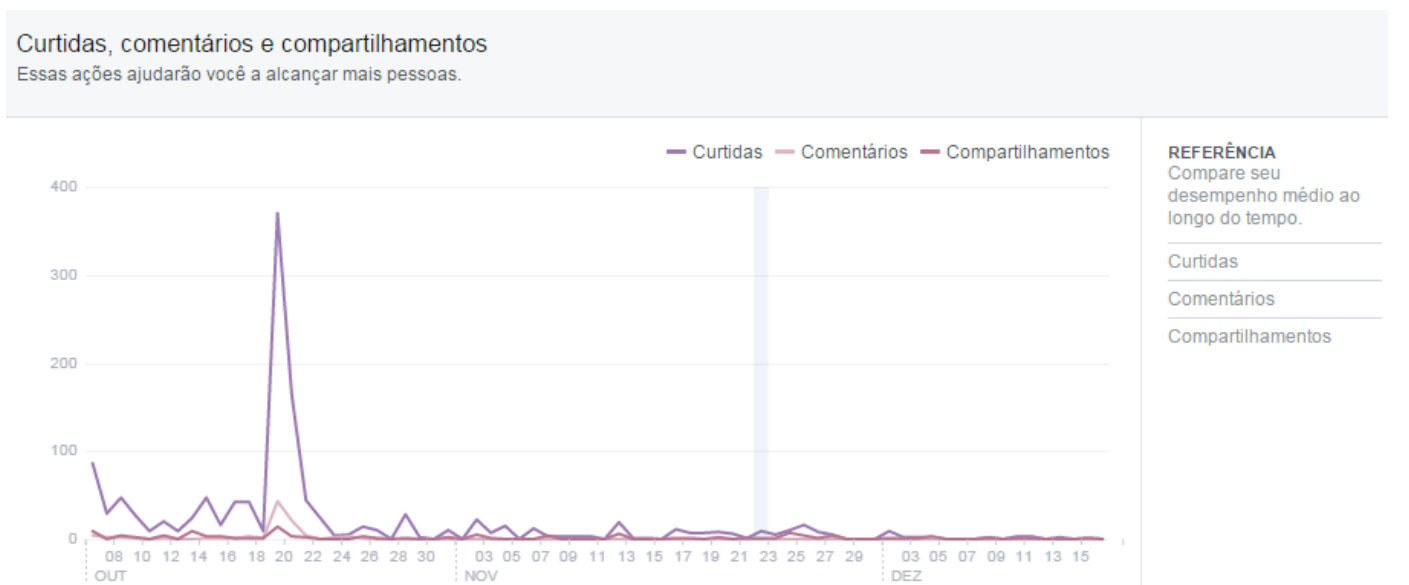 Curtidas, comentários e compartilhamentos
Essas ações ajudarão você a alcançar mais pessoas.
Curtidas Comentários Compartilhamentos
400
300
200
100
0
08 10 12 14 16 18 20 22 24 26 28 30 03 05 07 09 11 13 15 17 19 21 23 25 27 29 03 05 07 09 11 13 15
OUT NOV DEZ
REFERÊNCIA
Compare seu
desempenho médio ao
longo do tempo.
Curtidas
Comentários
Compartilhamentos